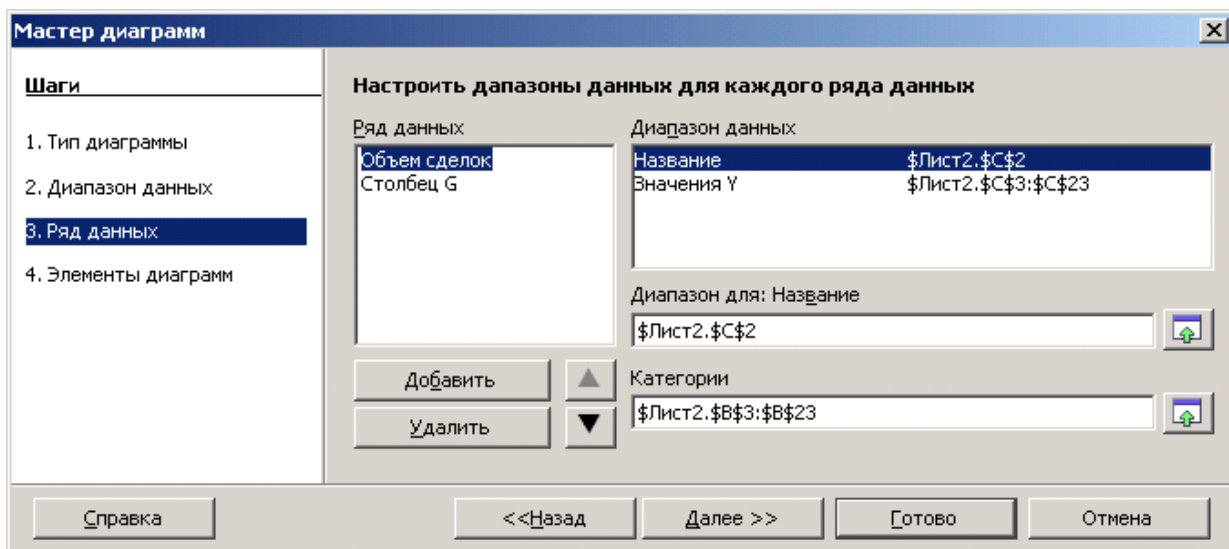 Мастер диаграмм
Шаги
1. Тип диаграммы
2. Диапазон данных
3. Ряд данных
4. Элементы диаграмм
Настроить дапазоны данных для каждого ряда данных
Ряд данных
Объем сделок
Столбец G
Добавить
Удалить
Диапазон данных
Название $Лист2.$C$2
Значения Y $Лист2.$C$3:$C$23
Диапазон для: Название
$Лист2.$C$2
Категории
$Лист2.$B$3:$B$23
Справка
<<Назад
Далее >>
Готово
Отмена